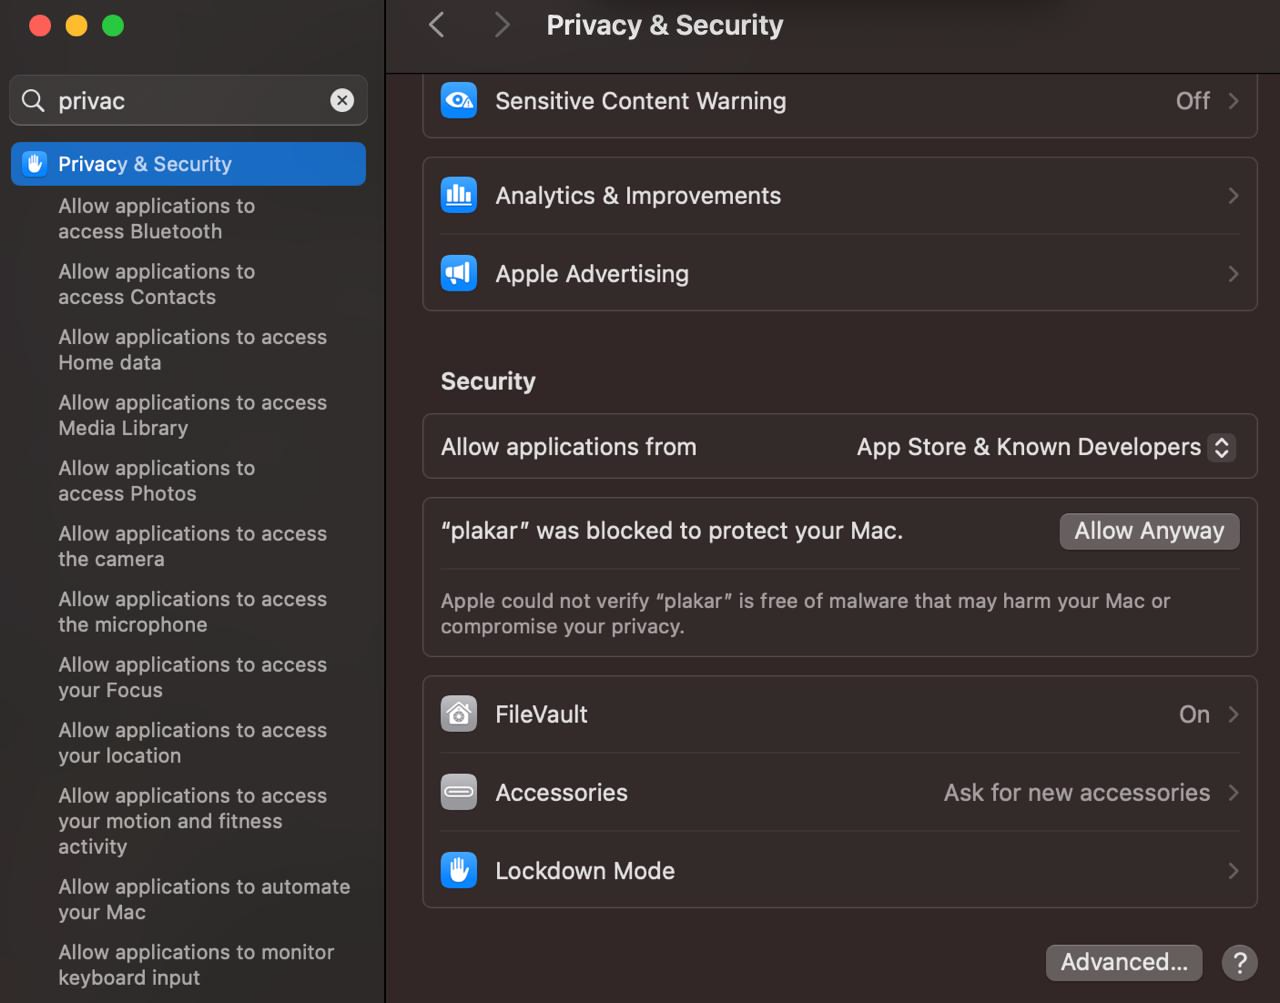 privac
Privacy & Security
Allow applications to
access Bluetooth
Allow applications to
access Contacts
Allow applications to access
Home data
Allow applications to access
Media Library
Allow applications to
access Photos
Allow applications to access
the camera
Allow applications to access
the microphone
Allow applications to access
your Focus
Allow applications to access
your location
Allow applications to access
your motion and fitness
activity
Allow applications to automate
your Mac
Allow applications to monitor
keyboard input
Privacy & Security
Sensitive Content Warning Off
Analytics & Improvements
Apple Advertising
Security
Allow applications from App Store & Known Developers
“plakar” was blocked to protect your Mac. Allow Anyway
Apple could not verify “plakar” is free of malware that may harm your Mac or
compromise your privacy.
FileVault On
Accessories Ask for new accessories
Lockdown Mode
Advanced... ?